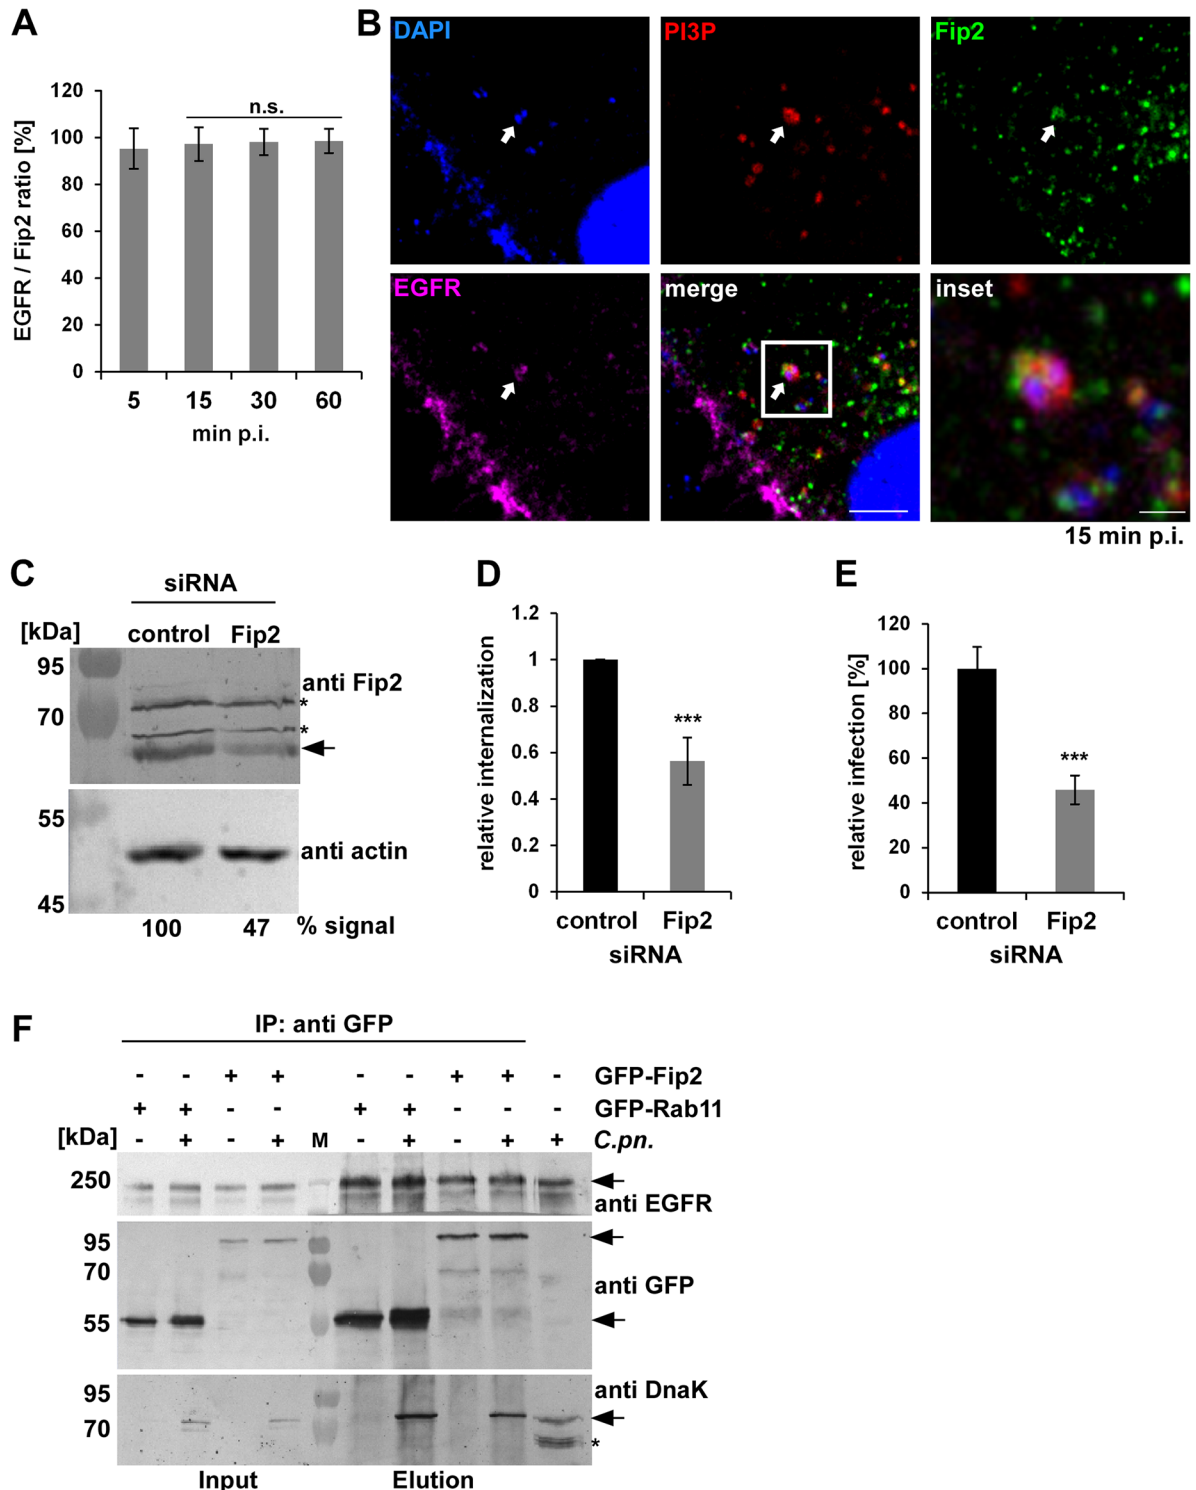 A
EGFR / Fip2 ratio [%]
120
100
80
60
40
20
0
n.s.
5 15 30 60
min p.i.
B
DAPI
PI3P
Fip2
EGFR
merge
inset
15 min p.i.
C
siRNA
[kDa] control Fip2
95
70
anti Fip2
*
*
55
45
anti actin
100 47 % signal
D
relative internalization
1.2
1
0.8
0.6
0.4
0.2
0
***
control Fip2
siRNA
E
relative infection [%]
120
100
80
60
40
20
0
***
control Fip2
siRNA
F
IP: anti GFP
- - + + - - + + - GFP-Fip2
+ + - - + + - - - GFP-Rab11
[kDa] - + - + M - + - + + C.pn.
250
anti EGFR
95
70
55
anti GFP
95
70
anti DnaK
*
Input Elution